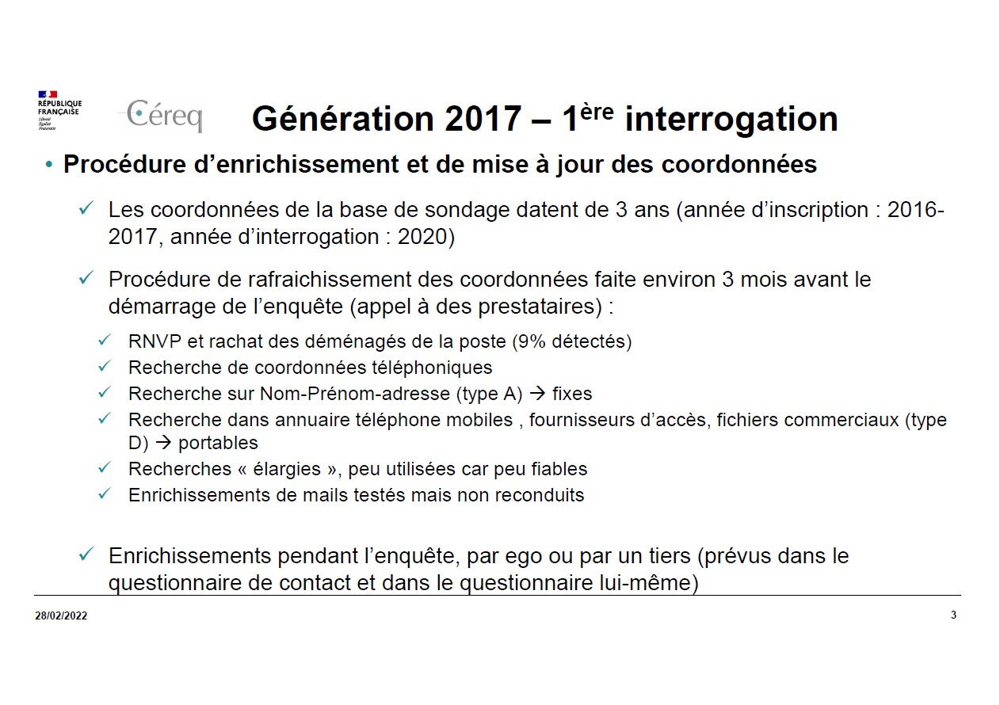 RÉPUBLIQUE
FRANÇAISE
Liberté
Égalité
Fraternité
Céreq
Génération 2017 – 1ère interrogation
• Procédure d’enrichissement et de mise à jour des coordonnées
✓ Les coordonnées de la base de sondage datent de 3 ans (année d’inscription : 2016-
2017, année d’interrogation : 2020)
✓ Procédure de rafraichissement des coordonnées faite environ 3 mois avant le
démarrage de l’enquête (appel à des prestataires) :
✓ RNVP et rachat des déménagés de la poste (9% détectés)
✓ Recherche de coordonnées téléphoniques
✓ Recherche sur Nom-Prénom-adresse (type A) → fixes
✓ Recherche dans annuaire téléphone mobiles , fournisseurs d’accès, fichiers commerciaux (type
D) → portables
✓ Recherches « élargies », peu utilisées car peu fiables
✓ Enrichissements de mails testés mais non reconduits
✓ Enrichissements pendant l’enquête, par ego ou par un tiers (prévus dans le
questionnaire de contact et dans le questionnaire lui-même)
28/02/2022
3